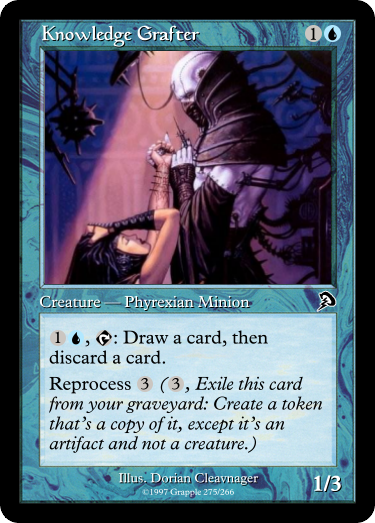 Knowledge Grafter 1
1, : Draw a card, then
discard a card.
Reprocess 3 (3, Exile this card
from your graveyard: Create a token
that's a copy of it, except it's an
artifact and not a creature.)
Creature — Phyrexian Minion
Illus. Dorian Cleavnager
©1997 Grapple 275/266
1/3